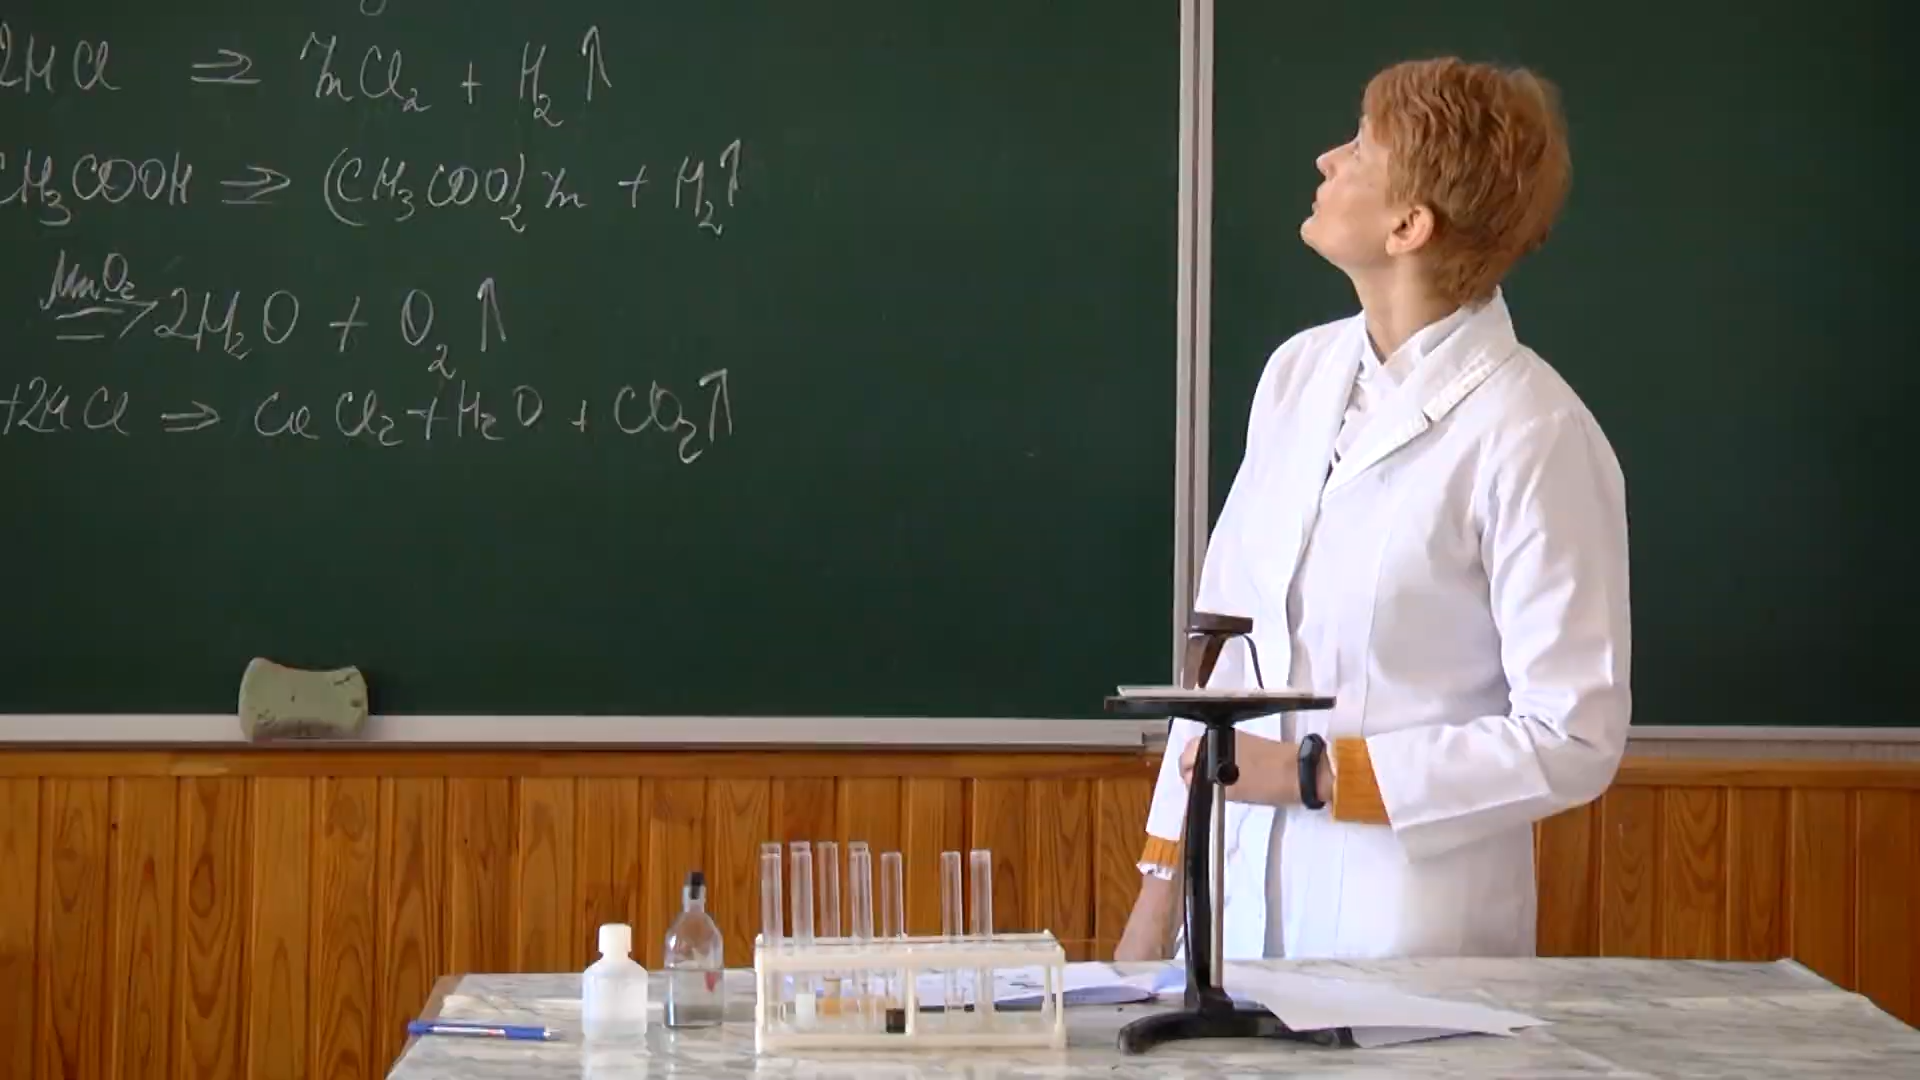 2HCl ⇒ ZnCl₂ + H₂↑
CH₃COOH ⇒ (CH₃COO)₂Zn + H₂↑
MnO₂
⇒ 2H₂O + O₂↑
+2HCl ⇒ CaCl₂ + H₂O + CO₂↑